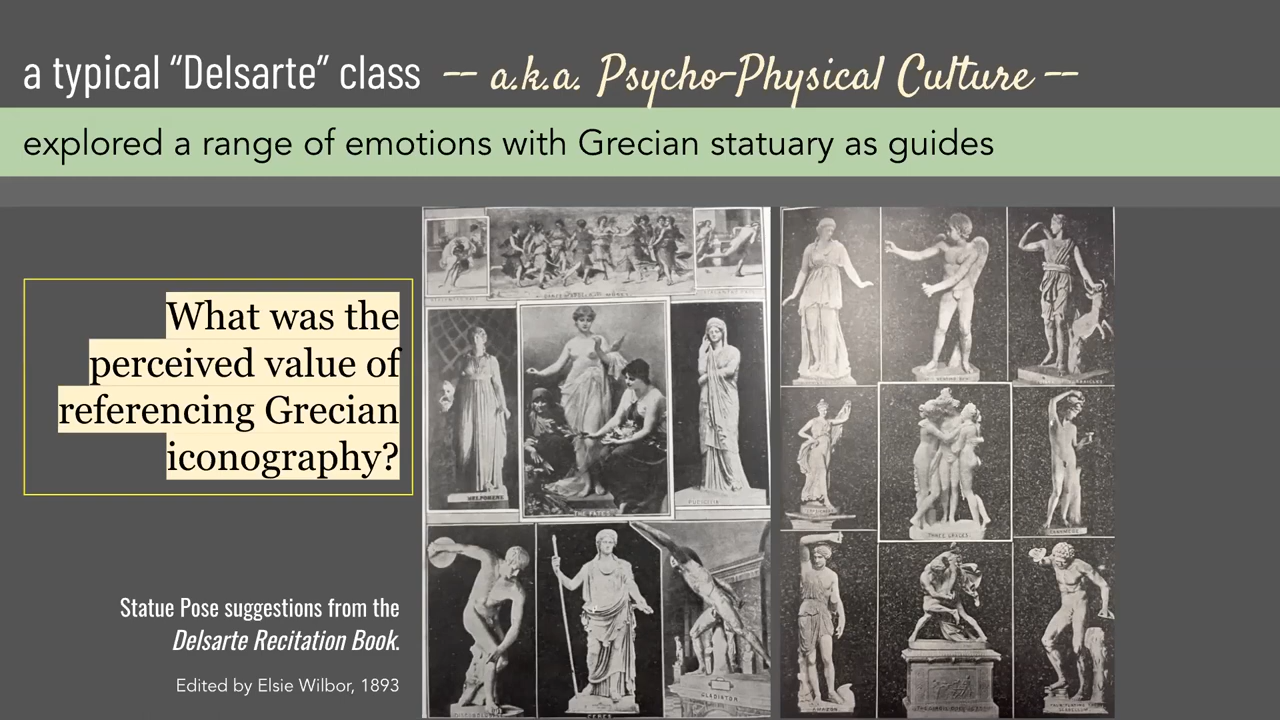 a typical “Delsarte” class -- a.k.a. Psycho-Physical Culture --
explored a range of emotions with Grecian statuary as guides
What was the
perceived value of
referencing Grecian
iconography?
Statue Pose suggestions from the
Delsarte Recitation Book.
Edited by Elsie Wilbor, 1893
MELPOMENE
THE FATES
PUDICITIA
CERES
GLADIATOR
THREE GRACES
AMAZON